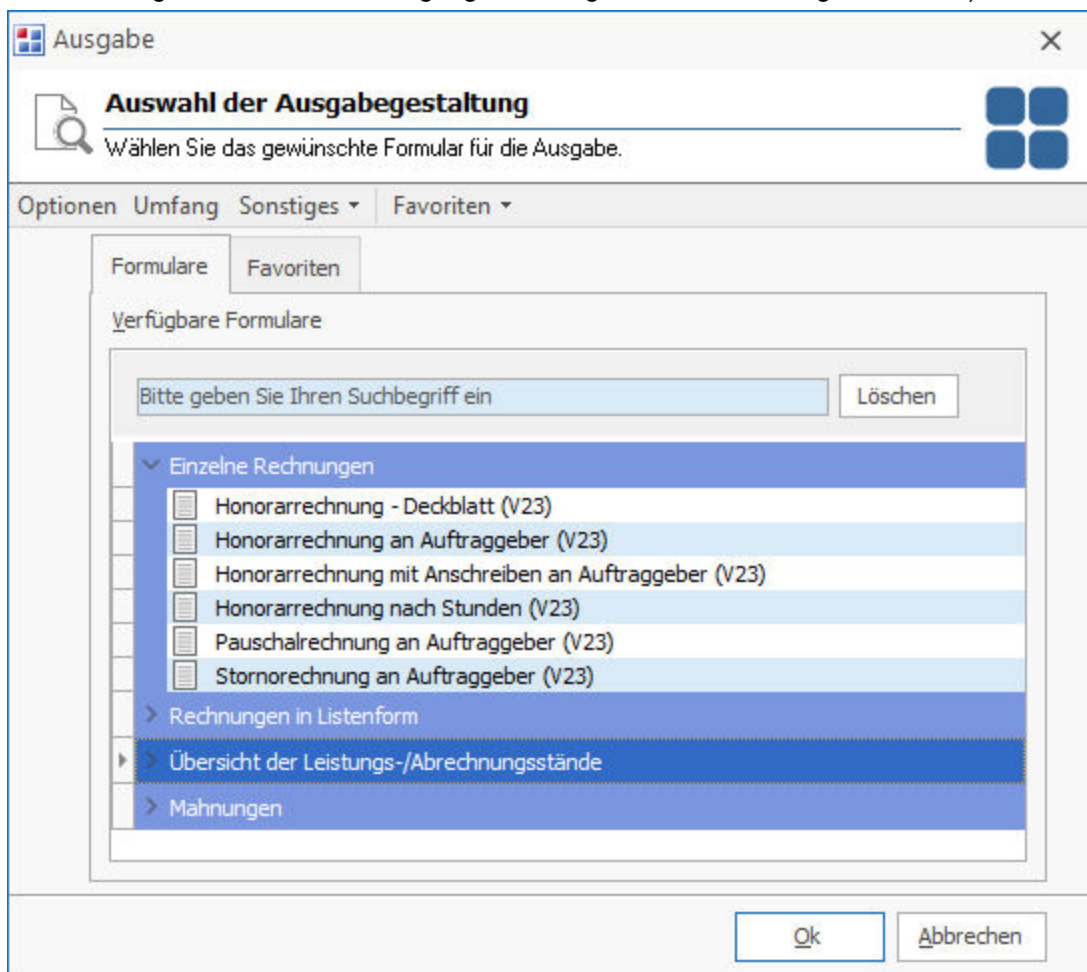 Ausgabe
Auswahl der Ausgabegestaltung
Wählen Sie das gewünschte Formular für die Ausgabe.
Optionen Umfang Sonstiges Favoriten
Formulare Favoriten
Verfügbare Formulare
Bitte geben Sie Ihren Suchbegriff ein Löschen
Einzelne Rechnungen
Honorarrechnung - Deckblatt (V23)
Honorarrechnung an Auftraggeber (V23)
Honorarrechnung mit Anschreiben an Auftraggeber (V23)
Honorarrechnung nach Stunden (V23)
Pauschalrechnung an Auftraggeber (V23)
Stornorechnung an Auftraggeber (V23)
Rechnungen in Listenform
Übersicht der Leistungs-/Abrechnungsstände
Mahnungen
Ok Abbrechen